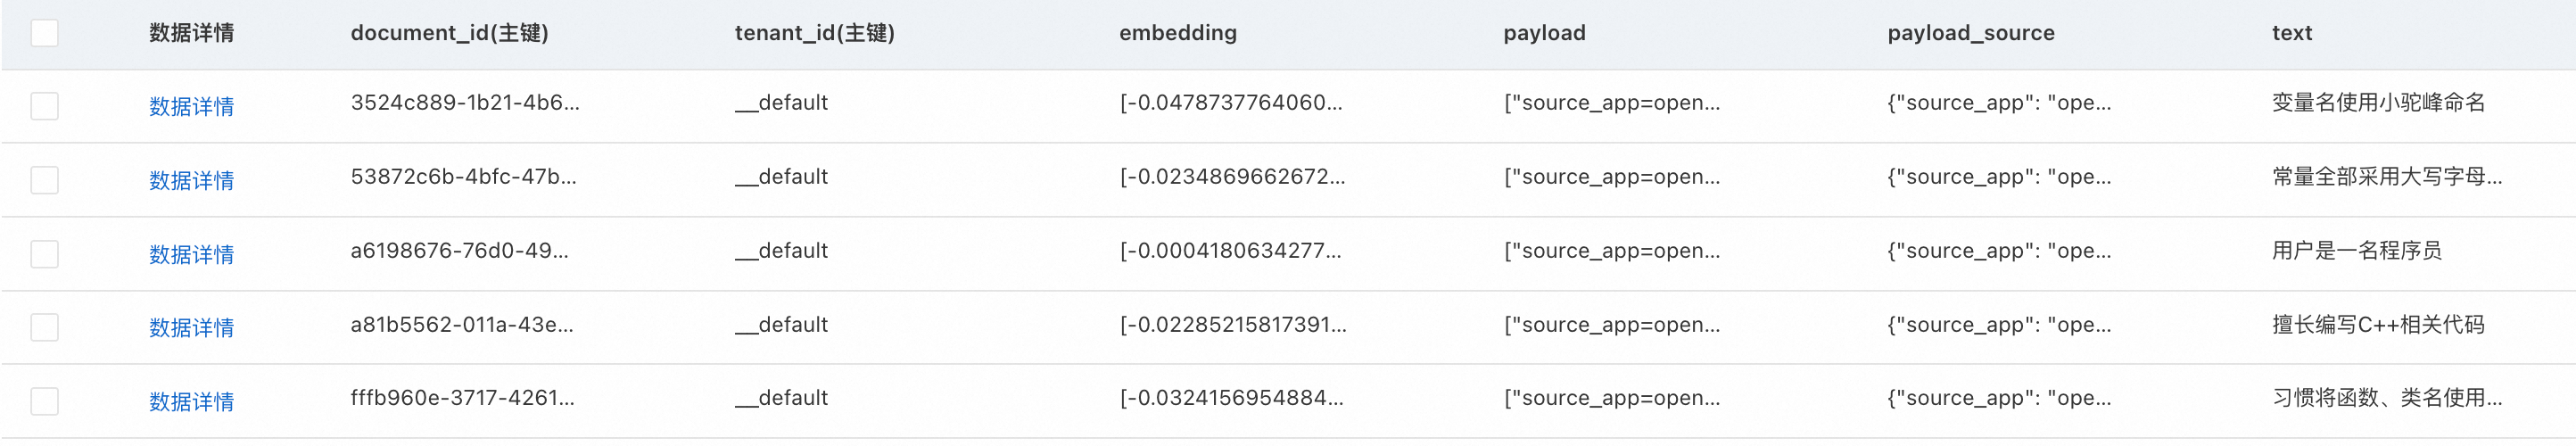 数据详情 document_id(主键) tenant_id(主键) embedding payload payload_source text
数据详情 3524c889-1b21-4b6... __default [-0.0478737764060... ["source_app=open... {"source_app": "ope... 变量名使用小驼峰命名
数据详情 53872c6b-4bfc-47b... __default [-0.0234869662672... ["source_app=open... {"source_app": "ope... 常量全部采用大写字母...
数据详情 a6198676-76d0-49... __default [-0.0004180634277... ["source_app=open... {"source_app": "ope... 用户是一名程序员
数据详情 a81b5562-011a-43e... __default [-0.02285215817391... ["source_app=open... {"source_app": "ope... 擅长编写C++相关代码
数据详情 fffb960e-3717-4261... __default [-0.0324156954884... ["source_app=open... {"source_app": "ope... 习惯将函数、类名使用...